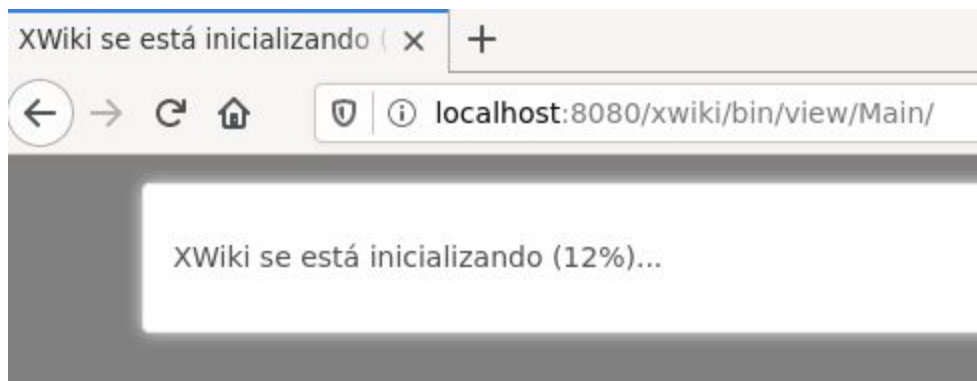 XWiki se está inicializando (
localhost:8080/xwiki/bin/view/Main/
XWiki se está inicializando (12%)...